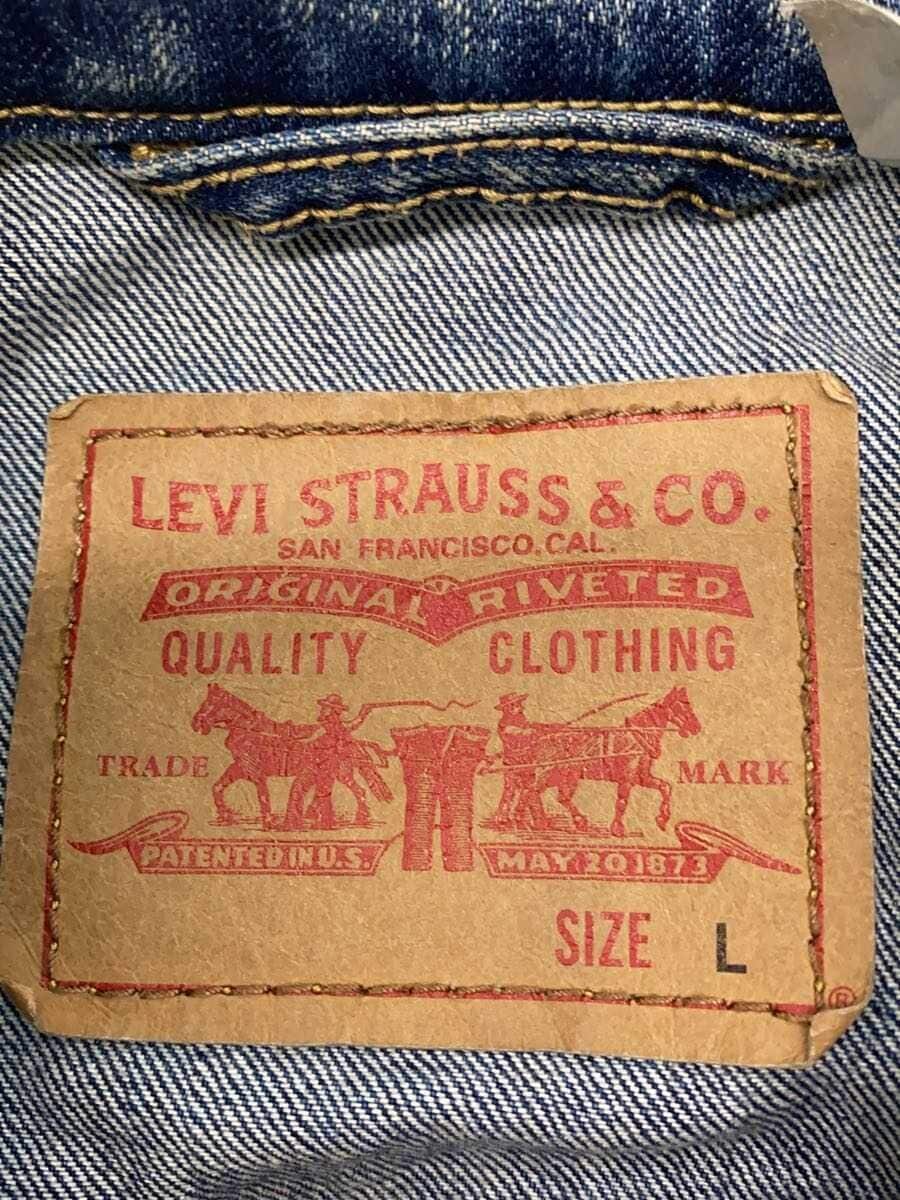 LEVI STRAUSS & CO.
SAN FRANCISCO, CAL.
ORIGINAL RIVETED
QUALITY CLOTHING
TRADE MARK
PATENTED IN U.S. MAY 20 1873
SIZE L
®